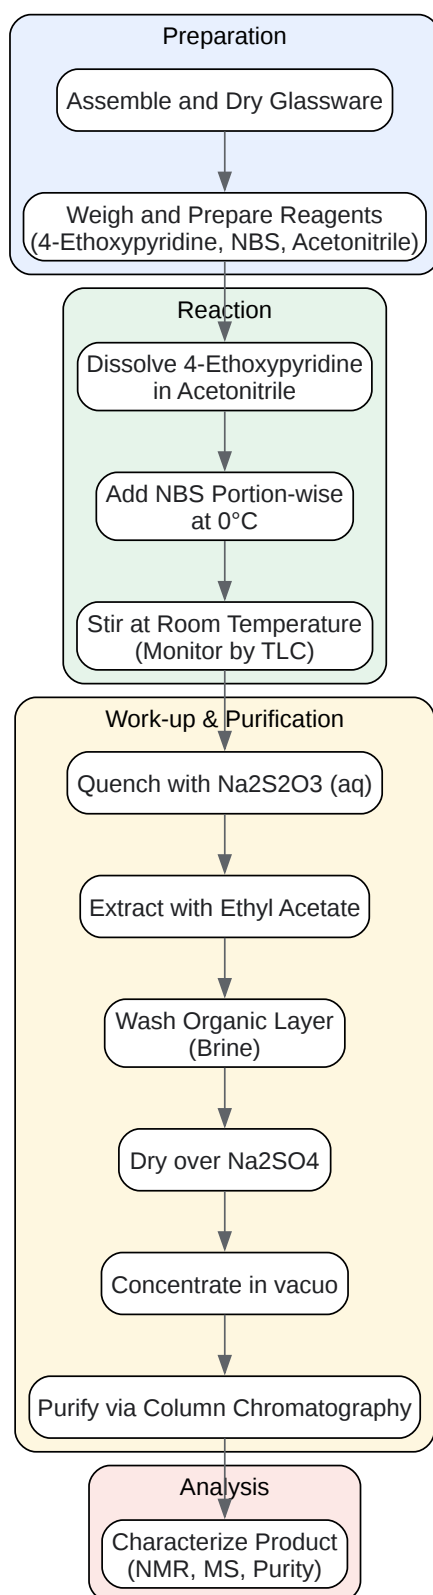 Preparation
Assemble and Dry Glassware
Weigh and Prepare Reagents
(4-Ethoxypyridine, NBS, Acetonitrile)
Reaction
Dissolve 4-Ethoxypyridine
in Acetonitrile
Add NBS Portion-wise
at 0°C
Stir at Room Temperature
(Monitor by TLC)
Work-up & Purification
Quench with Na2S2O3 (aq)
Extract with Ethyl Acetate
Wash Organic Layer
(Brine)
Dry over Na2SO4
Concentrate in vacuo
Purify via Column Chromatography
Analysis
Characterize Product
(NMR, MS, Purity)